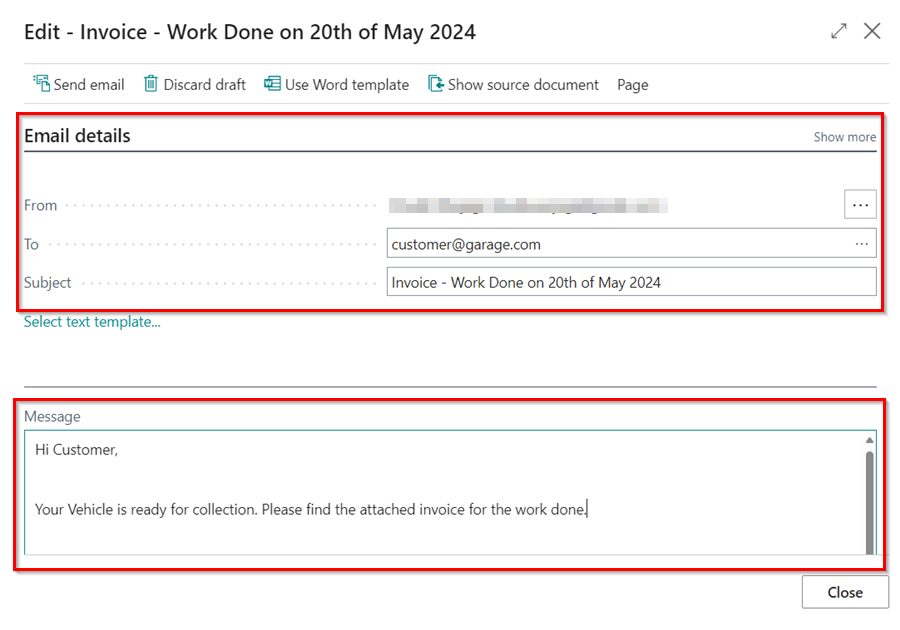 Edit - Invoice - Work Done on 20th of May 2024
Send email Discard draft Use Word template Show source document Page
Email details Show more
From
To customer@garage.com
Subject Invoice - Work Done on 20th of May 2024
Select text template...
Message
Hi Customer,
Your Vehicle is ready for collection. Please find the attached invoice for the work done.
Close